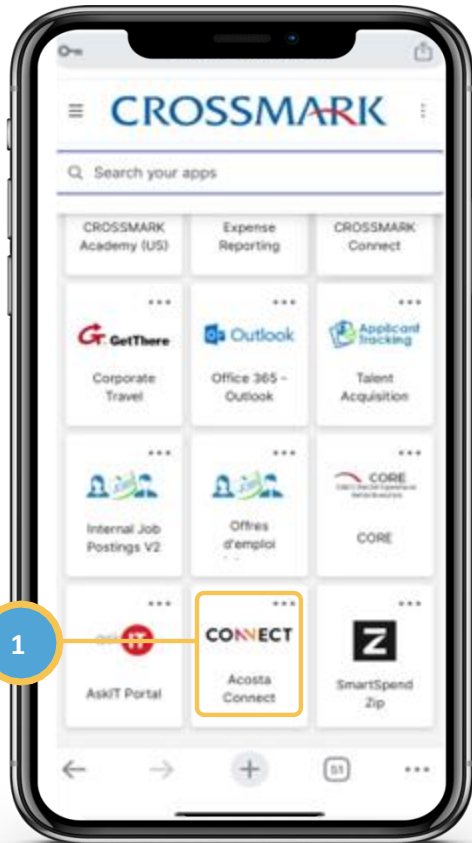 CROSSMARK
Search your apps
CROSSMARK
Academy (US)
Expense
Reporting
CROSSMARK
Connect
GetThere
Corporate
Travel
Outlook
Office 365 -
Outlook
Applicant
Tracking
Talent
Acquisition
Internal Job
Postings V2
Offres
d'emploi
CORE
CORE
1
IT
AskIT Portal
CONNECT
Acosta
Connect
Z
SmartSpend
Zip
51